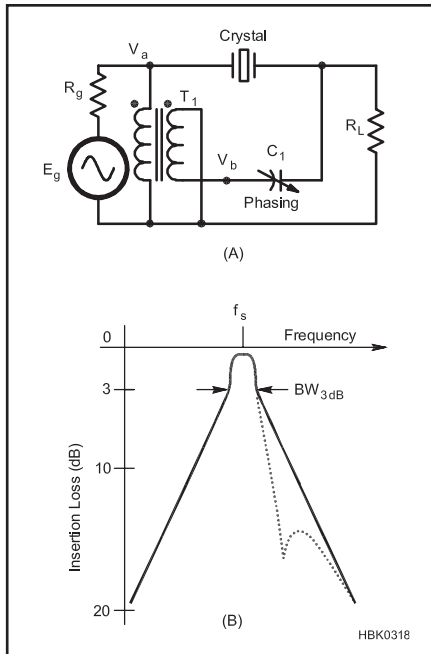 Crystal
V_a
R_g
T_1
R_L
V_b
C_1
E_g
Phasing
(A)
f_s
0
Frequency
3
BW_3dB
10
Insertion Loss (dB)
20
(B)
HBK0318